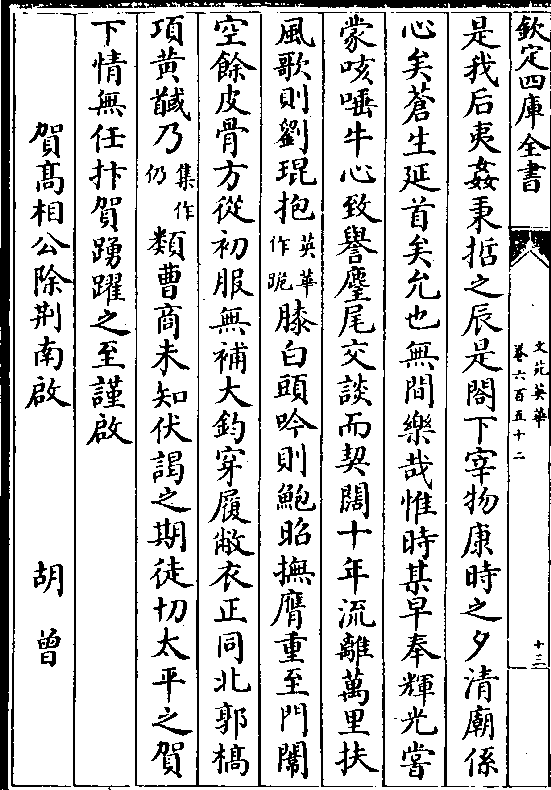 欽定四庫全書
文苑英華
卷六百五十二
十三
是我后夷姦秉哲之辰是閤下宰物康時之夕清廟係
心矣蒼生延首矣允也無間樂哉惟時某早奉輝光嘗
蒙咳唾牛心致譽麈尾交談而契闊十年流離萬里扶
風歌則劉琨抱英華作跪膝白頭吟則鮑昭撫膺重至門闌
空餘皮骨方從初服無補大鈞穿履敝衣正同北郭槁
項黃馘乃集作仍類曹商未知伏謁之期徒切太平之賀
下情無任抃賀踴躍之至謹啟
賀髙相公除荆南啟 胡曾